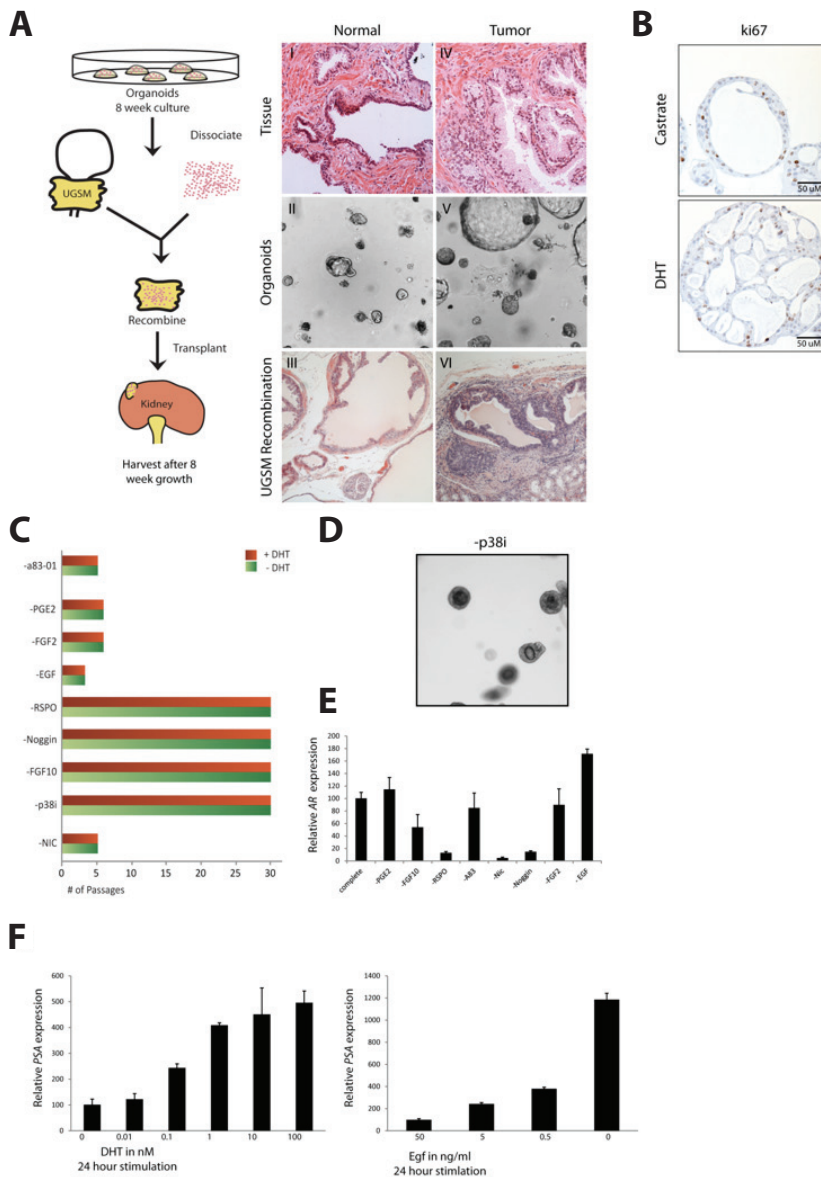 A
Organoids
8 week culture
Dissociate
UGSM
Recombine
Transplant
Kidney
Harvest after 8
week growth
Normal
Tumor
Tissue
Organoids
UGSM Recombination
I
IV
II
V
III
VI
B
ki67
Castrate
50 uM
DHT
50 uM
C
+ DHT
- DHT
-a83-01
-PGE2
-FGF2
-EGF
-RSPO
-Noggin
-FGF10
-p38i
-NIC
0 5 10 15 20 25 30
# of Passages
D
-p38i
E
Relative AR expression
200
180
160
140
120
100
80
60
40
20
0
complete
-PGE2
-FGF10
-RSPO
-A83
-Nic
-Noggin
-FGF2
- EGF
F
Relative PSA expression
600
500
400
300
200
100
0
0 0.01 0.1 1 10 100
DHT in nM
24 hour stimulation
Relative PSA expression
1400
1200
1000
800
600
400
200
0
50 5 0.5 0
Egf in ng/ml
24 hour stimlation